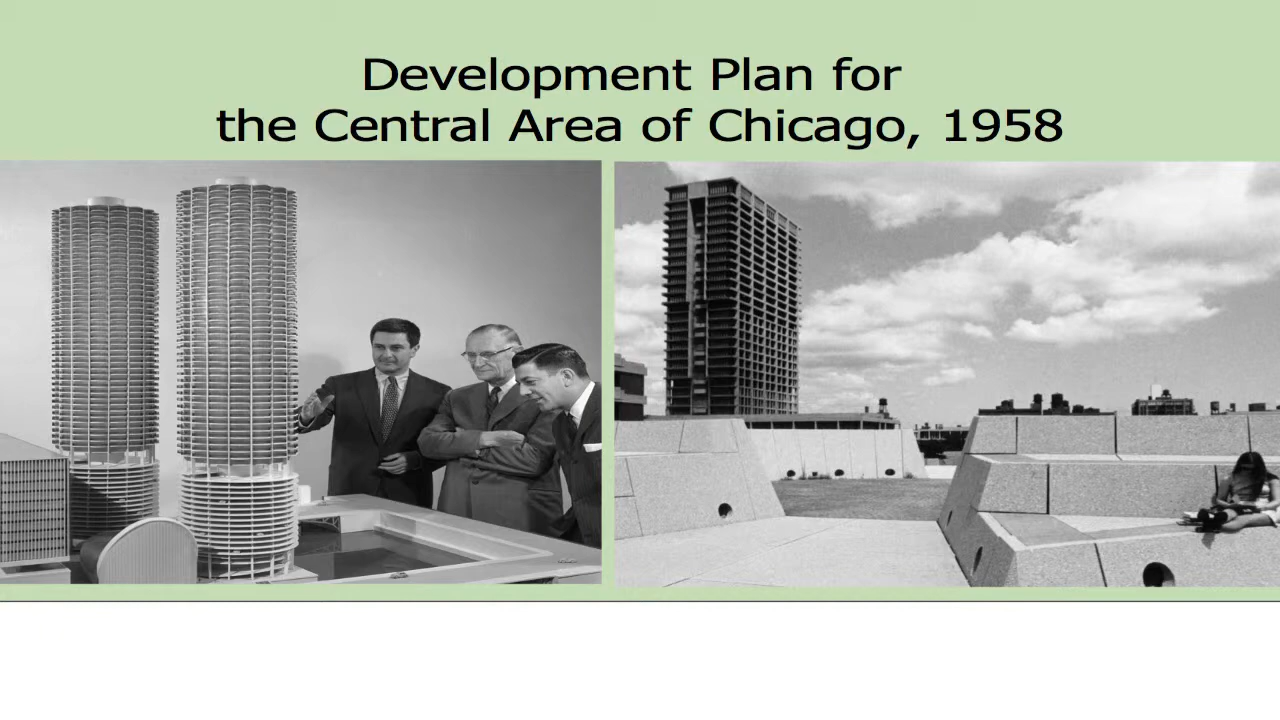 Development Plan for
the Central Area of Chicago, 1958